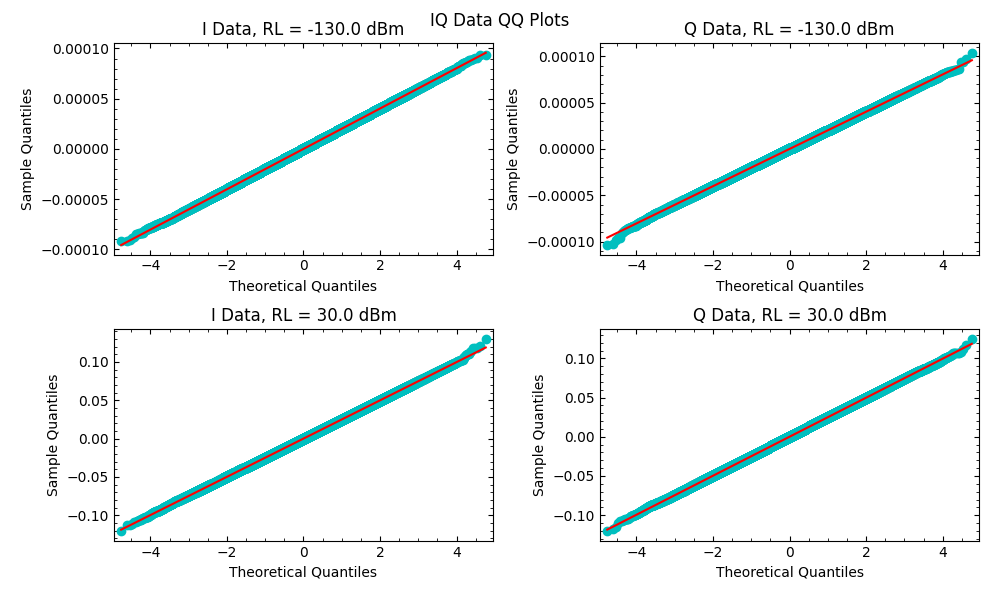 IQ Data QQ Plots
I Data, RL = -130.0 dBm
Q Data, RL = -130.0 dBm
0.00010
0.00005
0.00000
−0.00005
−0.00010
Sample Quantiles
−4 −2 0 2 4
Theoretical Quantiles
0.00010
0.00005
0.00000
−0.00005
−0.00010
Sample Quantiles
−4 −2 0 2 4
Theoretical Quantiles
I Data, RL = 30.0 dBm
Q Data, RL = 30.0 dBm
0.10
0.05
0.00
−0.05
−0.10
Sample Quantiles
−4 −2 0 2 4
Theoretical Quantiles
0.10
0.05
0.00
−0.05
−0.10
Sample Quantiles
−4 −2 0 2 4
Theoretical Quantiles